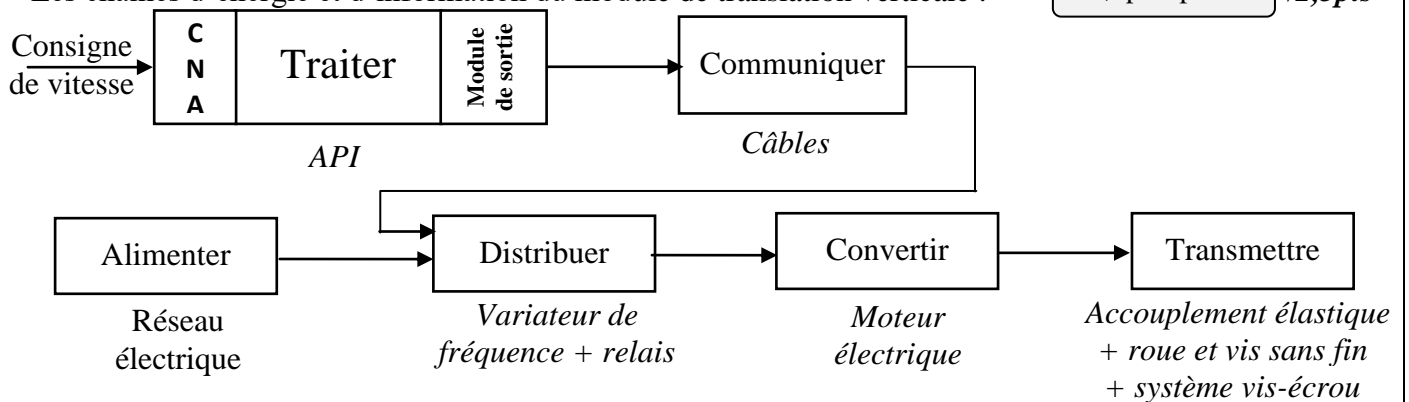 Consigne
de vitesse
C
N
A
Traiter
Module
de sortie
Communiquer
API
Câbles
Alimenter
Distribuer
Convertir
Transmettre
Réseau
électrique
Variateur de
fréquence + relais
Moteur
électrique
Accouplement élastique
+ roue et vis sans fin
+ système vis-écrou